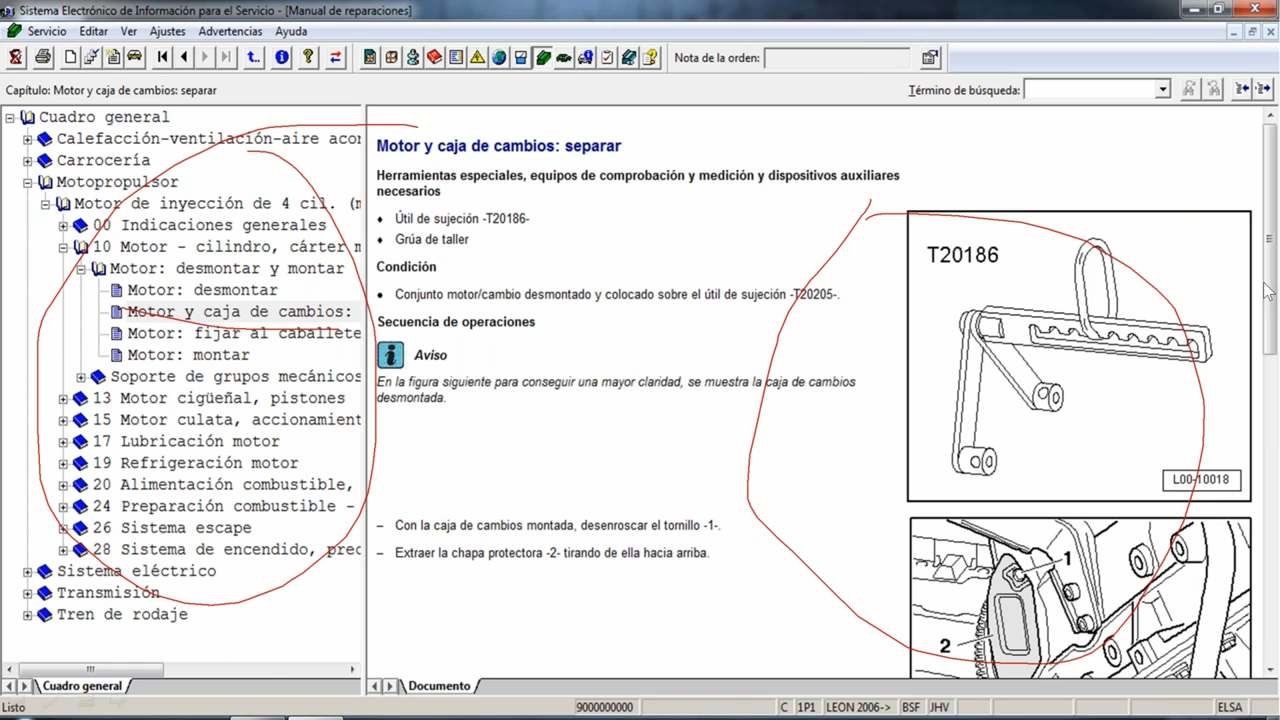 Sistema Electrónico de Información para el Servicio - [Manual de reparaciones]
Servicio Editar Ver Ajustes Advertencias Ayuda
Nota de la orden:
Capítulo: Motor y caja de cambios: separar
Término de búsqueda:
Cuadro general
Calefacción-ventilación-aire acor
Carrocería
Motopropulsor
Motor de inyección de 4 cil. (m
00 Indicaciones generales
10 Motor - cilindro, cárter m
Motor: desmontar y montar
Motor: desmontar
Motor y caja de cambios:
Motor: fijar al caballete
Motor: montar
Soporte de grupos mecánicos
13 Motor cigüeñal, pistones
15 Motor culata, accionamient
17 Lubricación motor
19 Refrigeración motor
20 Alimentación combustible,
24 Preparación combustible -
26 Sistema escape
28 Sistema de encendido, prec
Sistema eléctrico
Transmisión
Tren de rodaje
Cuadro general
Motor y caja de cambios: separar
Herramientas especiales, equipos de comprobación y medición y dispositivos auxiliares
necesarios
♦ Útil de sujeción -T20186-
♦ Grúa de taller
Condición
• Conjunto motor/cambio desmontado y colocado sobre el útil de sujeción -T20205-.
Secuencia de operaciones
i Aviso
En la figura siguiente para conseguir una mayor claridad, se muestra la caja de cambios
desmontada.
– Con la caja de cambios montada, desenroscar el tornillo -1-.
– Extraer la chapa protectora -2- tirando de ella hacia arriba.
T20186
L00-10018
1
2
Documento
Listo 9000000000 C 1P1 LEON 2006-> BSF JHV ELSA